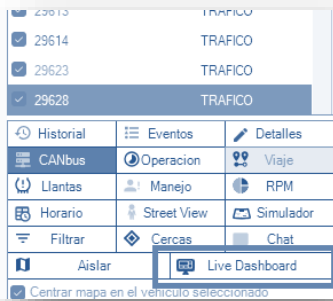 29613 TRAFICO
29614 TRAFICO
29623 TRAFICO
29628 TRAFICO
Historial Eventos Detalles
CANbus Operacion Viaje
Llantas Manejo RPM
Horario Street View Simulador
Filtrar Cercas Chat
Aislar Live Dashboard
Centrar mapa en el vehículo seleccionado